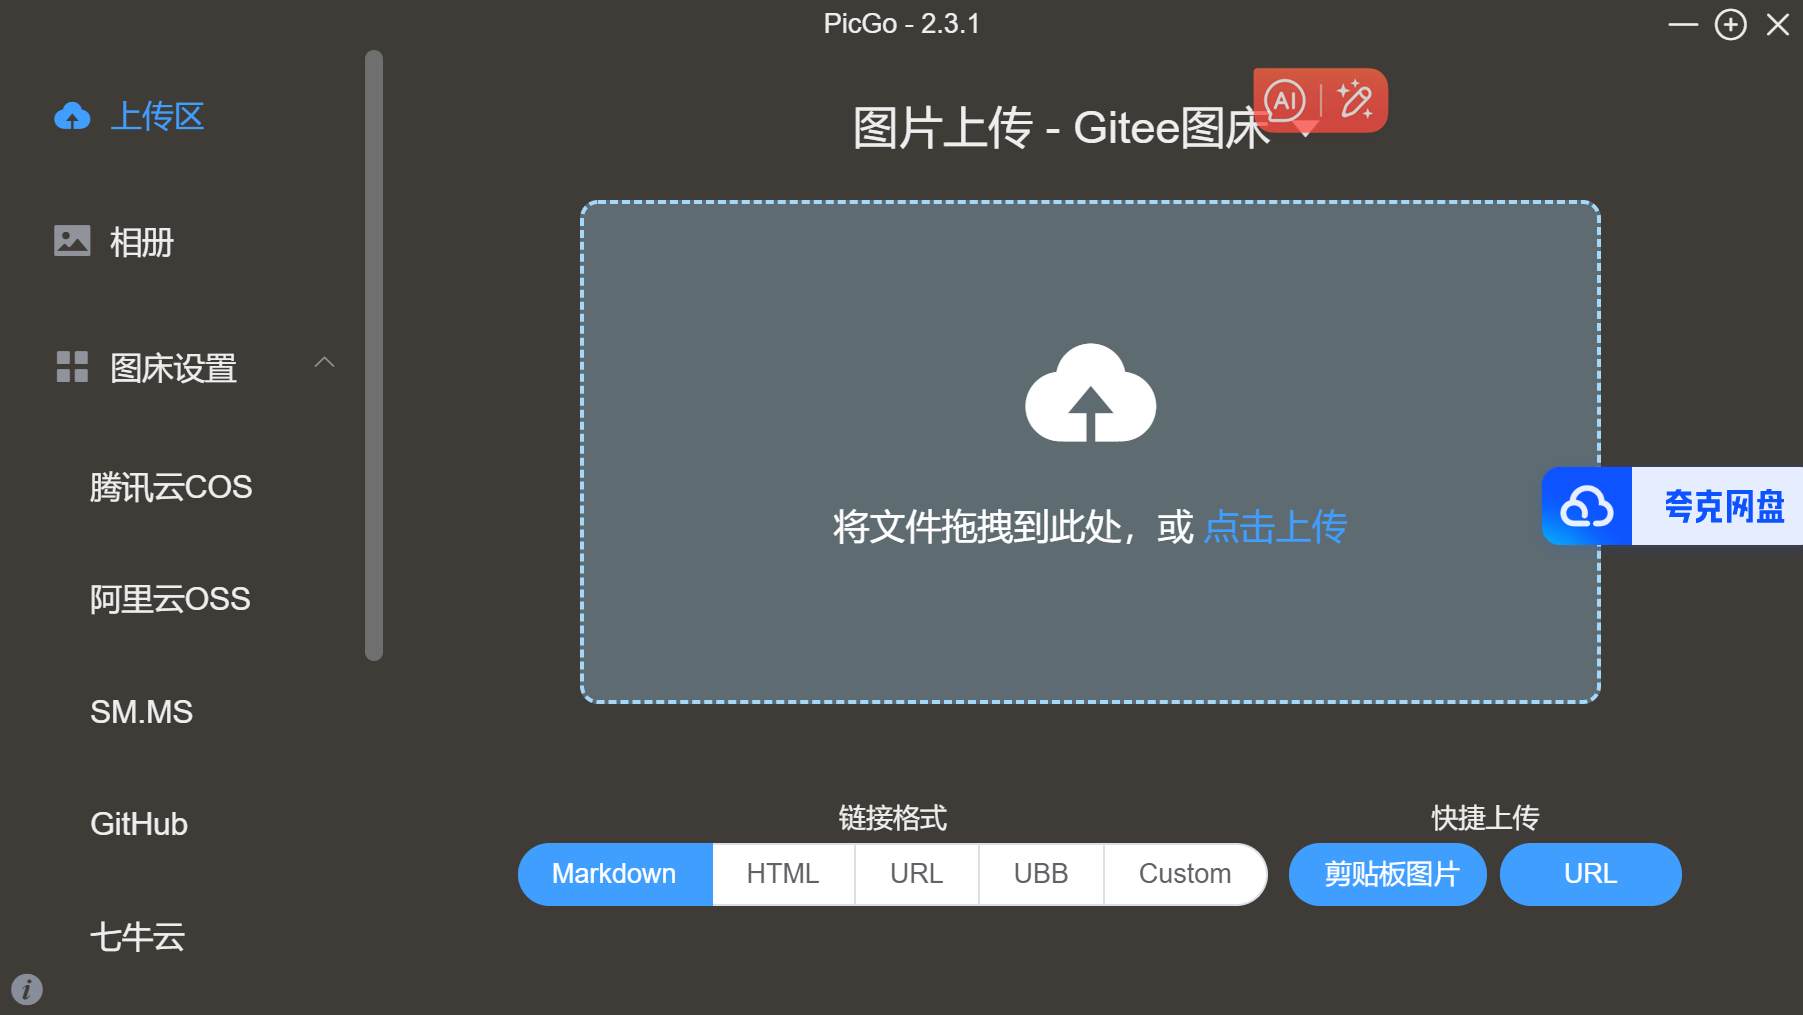 PicGo - 2.3.1
上传区
相册
图床设置
腾讯云COS
阿里云OSS
SM.MS
GitHub
七牛云
图片上传 - Gitee图床
AI
将文件拖拽到此处，或 点击上传
夸克网盘
链接格式
Markdown HTML URL UBB Custom
快捷上传
剪贴板图片 URL
i